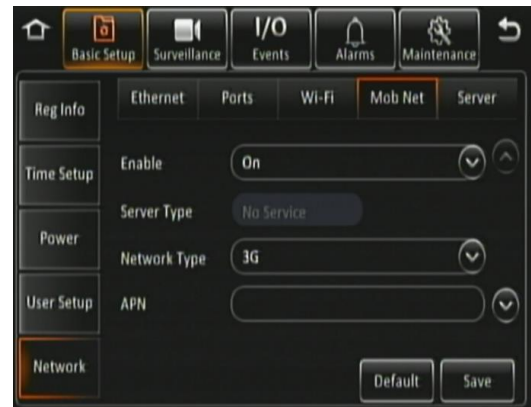 Basic Setup Surveillance I/O Events Alarms Maintenance
Reg Info
Time Setup
Power
User Setup
Network
Ethernet Ports Wi-Fi Mob Net Server
Enable On
Server Type No Service
Network Type 3G
APN
Default Save